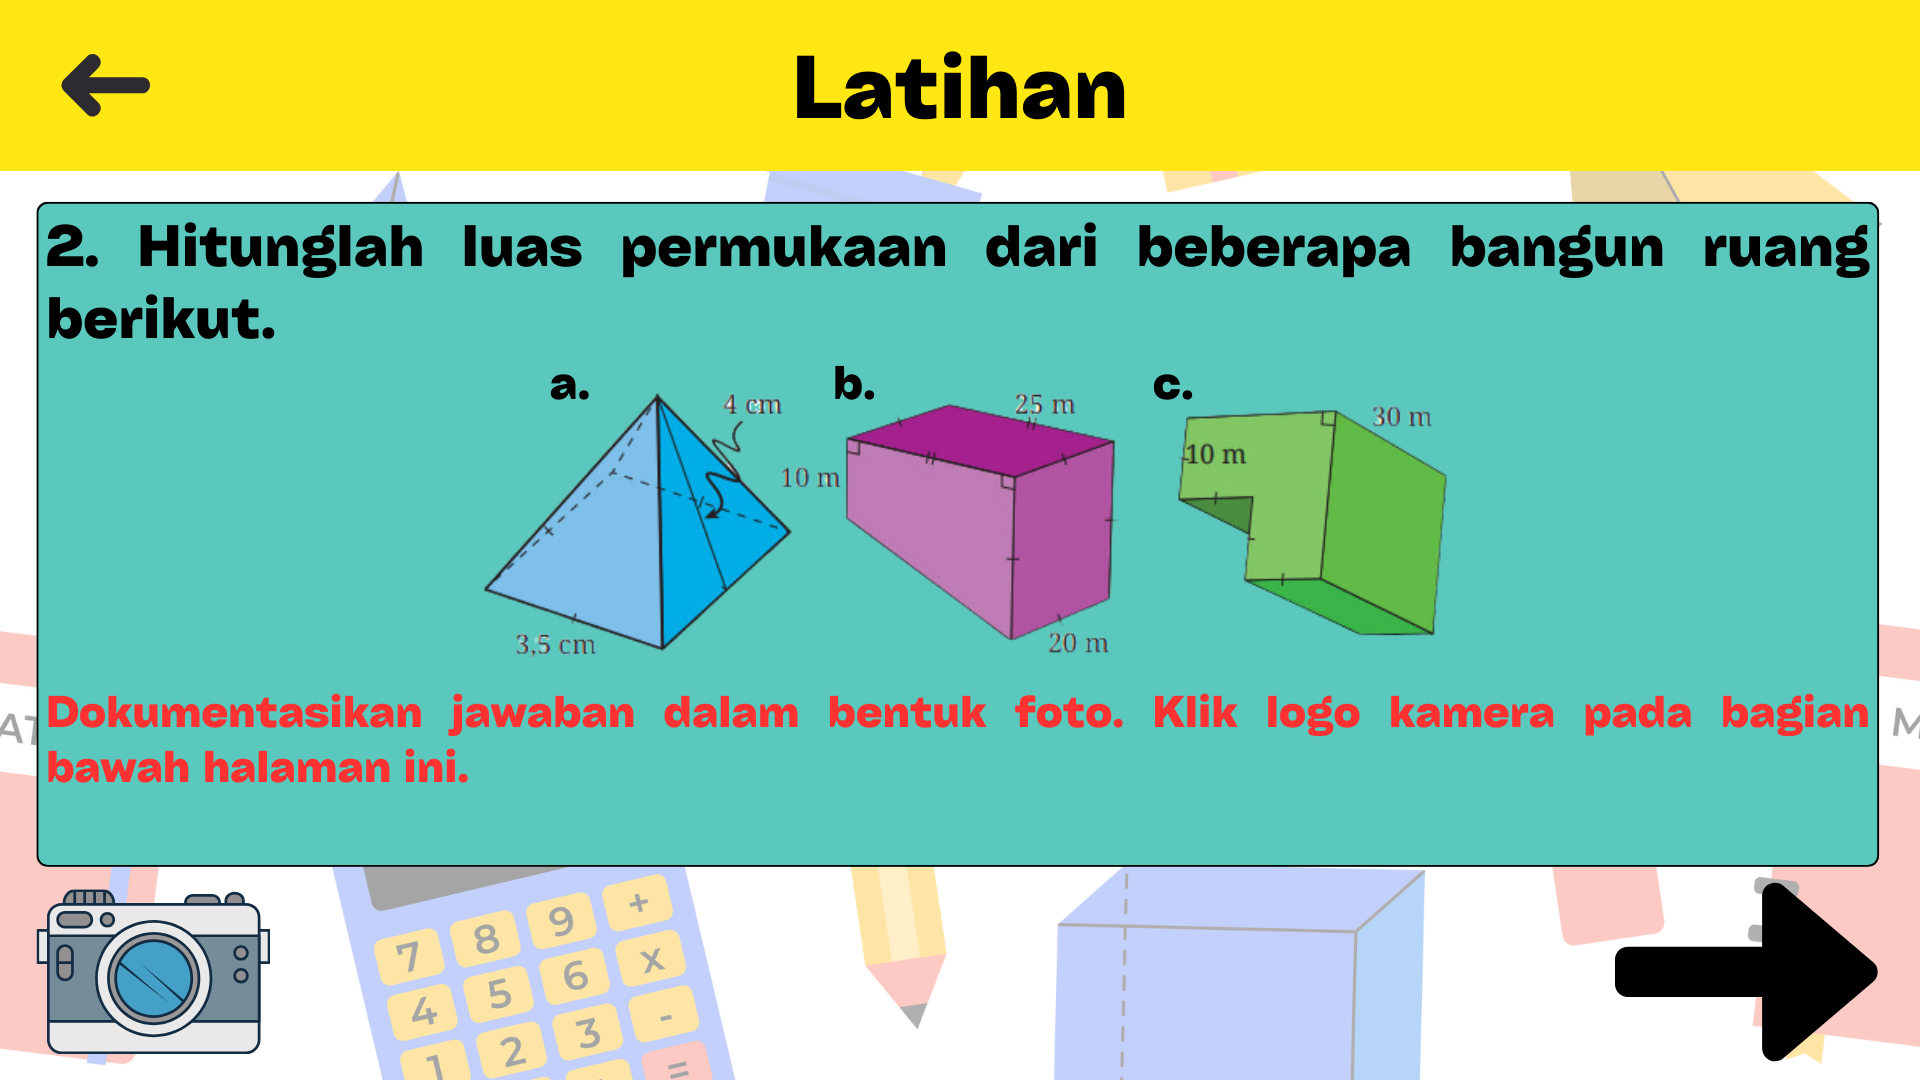 Latihan
2. Hitunglah luas permukaan dari beberapa bangun ruang
berikut.
a.
4 cm
3,5 cm
b.
25 m
10 m
20 m
c.
30 m
10 m
Dokumentasikan jawaban dalam bentuk foto. Klik logo kamera pada bagian
bawah halaman ini.
AT
M
7 8 9 +
4 5 6 x
1 2 3 -
=